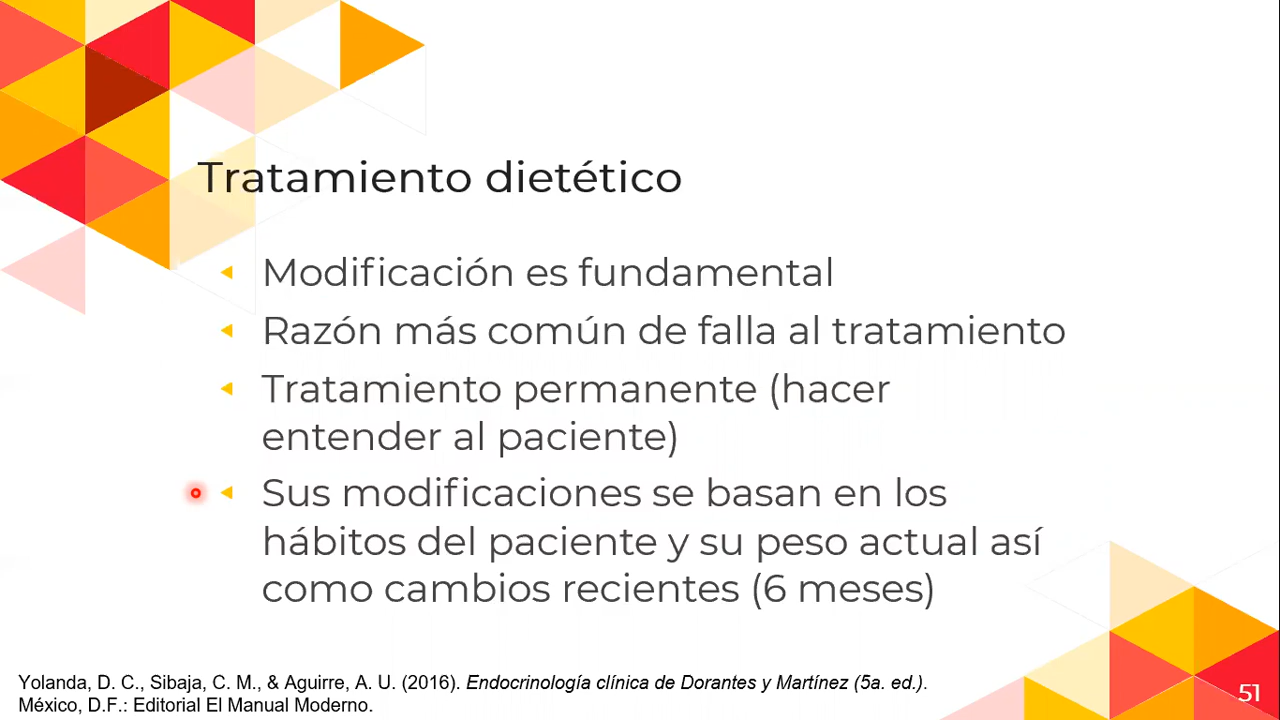 Tratamiento dietético
Modificación es fundamental
Razón más común de falla al tratamiento
Tratamiento permanente (hacer
entender al paciente)
Sus modificaciones se basan en los
hábitos del paciente y su peso actual así
como cambios recientes (6 meses)
Yolanda, D. C., Sibaja, C. M., & Aguirre, A. U. (2016). Endocrinología clínica de Dorantes y Martínez (5a. ed.).
México, D.F.: Editorial El Manual Moderno.
51